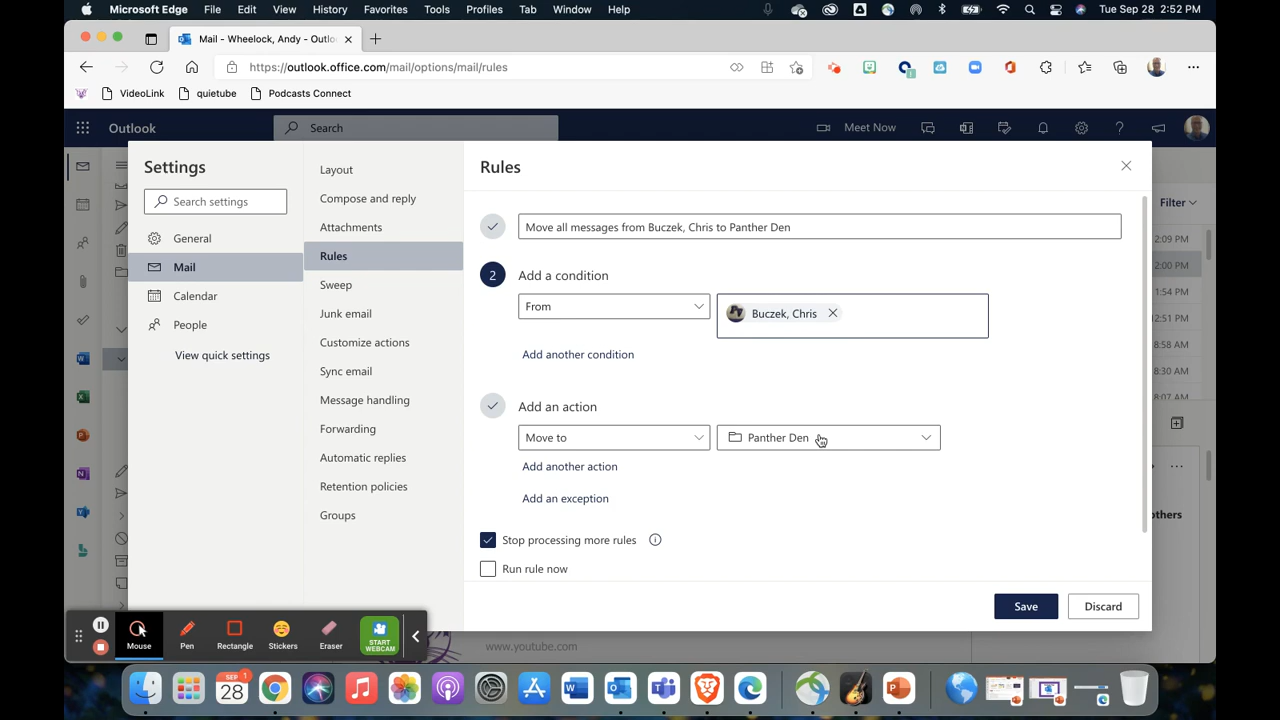 Microsoft Edge File Edit View History Favorites Tools Profiles Tab Window Help Tue Sep 28 2:52 PM
Mail - Wheelock, Andy - Outlo
https://outlook.office.com/mail/options/mail/rules
VideoLink quietube Podcasts Connect
Outlook Search Meet Now
Settings
Search settings
General
Mail
Calendar
People
View quick settings
Layout
Compose and reply
Attachments
Rules
Sweep
Junk email
Customize actions
Sync email
Message handling
Forwarding
Automatic replies
Retention policies
Groups
Rules
Move all messages from Buczek, Chris to Panther Den
2 Add a condition
From Buczek, Chris
Add another condition
Add an action
Move to Panther Den
Add another action
Add an exception
Stop processing more rules
Run rule now
Save Discard
Filter
2:09 PM
2:00 PM
1:54 PM
12:51 PM
8:58 AM
8:30 AM
8:07 AM
others
www.youtube.com
Mouse Pen Rectangle Stickers Eraser START WEBCAM
SEP 28 1